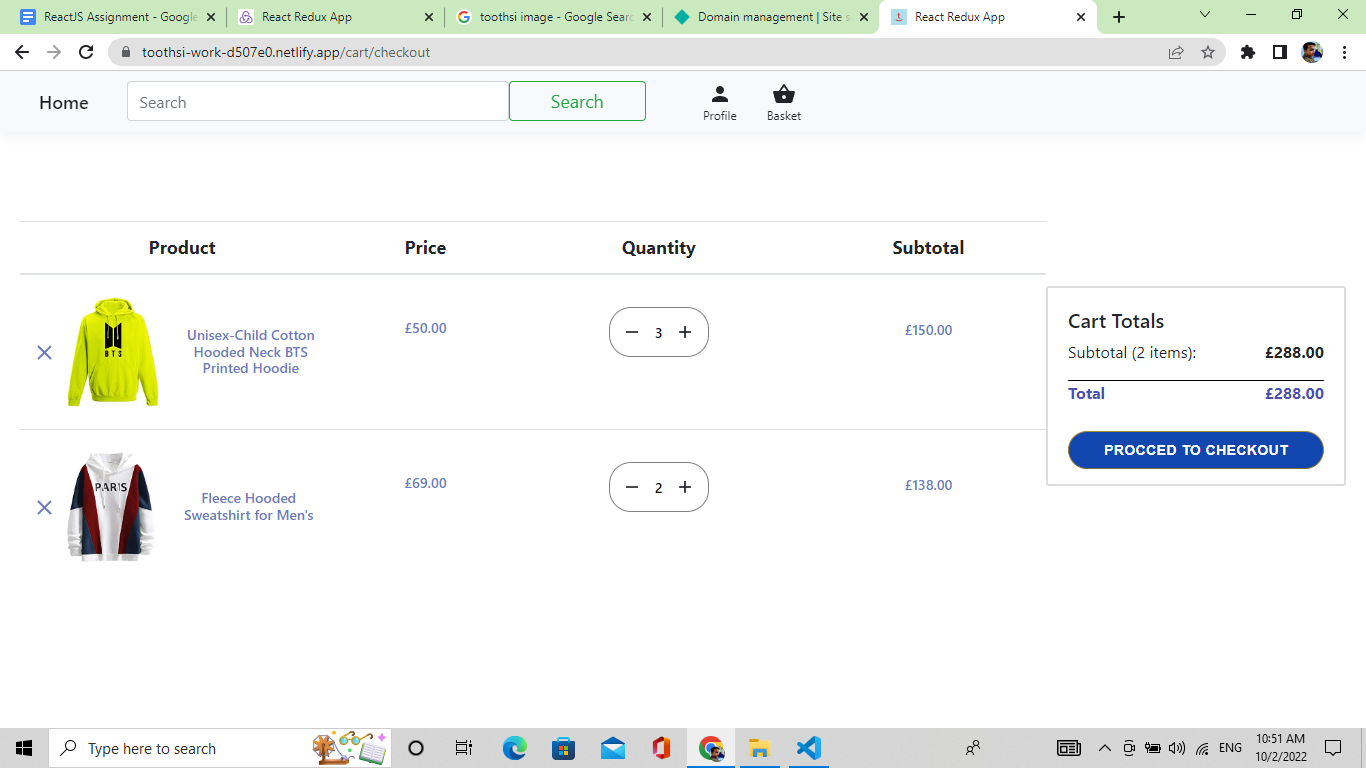 ReactJS Assignment - Google
React Redux App
toothsi image - Google Searc
Domain management | Site s
React Redux App
toothsi-work-d507e0.netlify.app/cart/checkout
Home
Search
Search
Profile
Basket
Product Price Quantity Subtotal
Unisex-Child Cotton
Hooded Neck BTS
Printed Hoodie
BTS
£50.00
3
£150.00
Fleece Hooded
Sweatshirt for Men's
PARIS
£69.00
2
£138.00
Cart Totals
Subtotal (2 items): £288.00
Total £288.00
PROCCED TO CHECKOUT
Type here to search
ENG
10:51 AM
10/2/2022